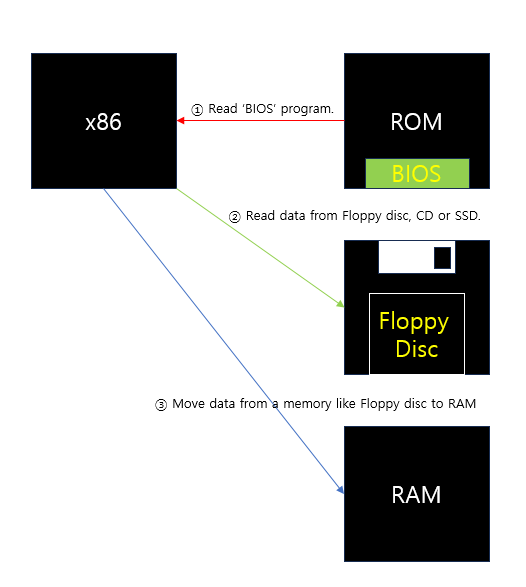 x86
① Read ‘BIOS’ program.
ROM
BIOS
② Read data from Floppy disc, CD or SSD.
Floppy
Disc
③ Move data from a memory like Floppy disc to RAM
RAM